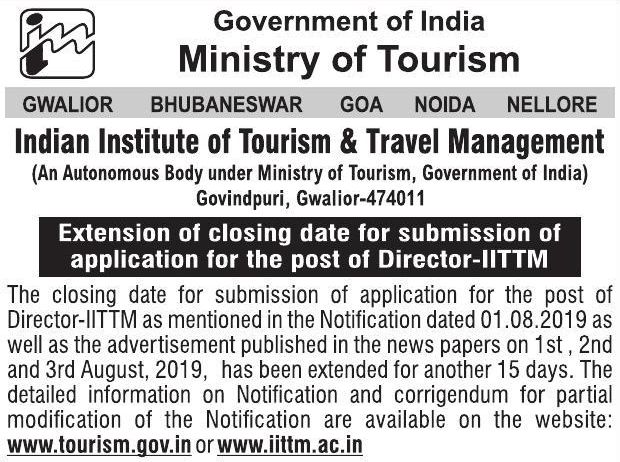 Government of India
Ministry of Tourism
GWALIOR BHUBANESWAR GOA NOIDA NELLORE
Indian Institute of Tourism & Travel Management
(An Autonomous Body under Ministry of Tourism, Government of India)
Govindpuri, Gwalior-474011
Extension of closing date for submission of
application for the post of Director-IITTM
The closing date for submission of application for the post of
Director-IITTM as mentioned in the Notification dated 01.08.2019 as
well as the advertisement published in the news papers on 1st , 2nd
and 3rd August, 2019, has been extended for another 15 days. The
detailed information on Notification and corrigendum for partial
modification of the Notification are available on the website:
www.tourism.gov.in or www.iittm.ac.in